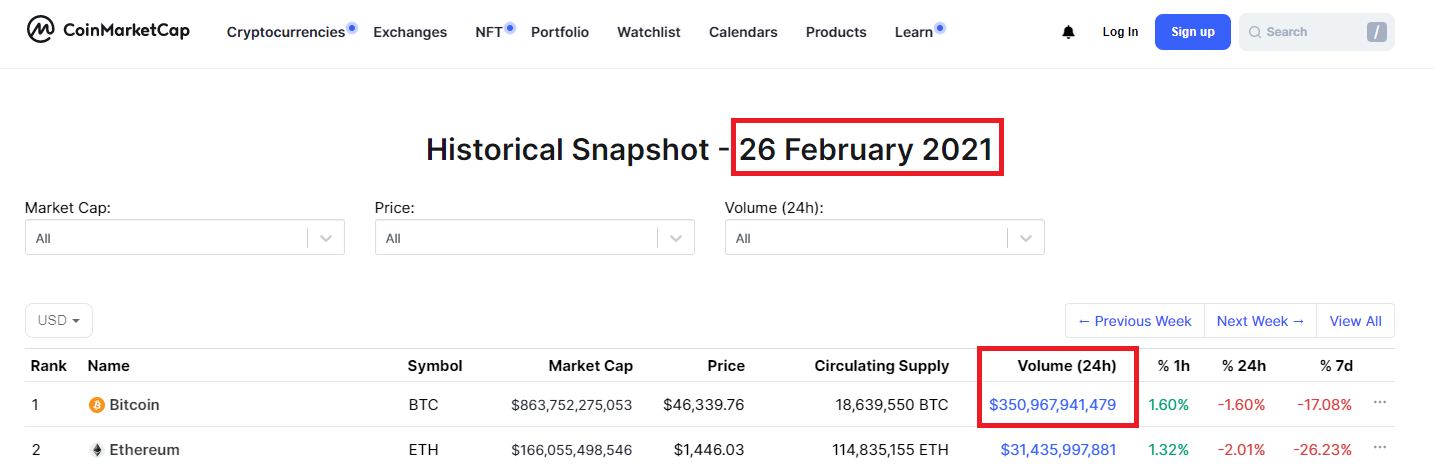 CoinMarketCap Cryptocurrencies Exchanges NFT Portfolio Watchlist Calendars Products Learn Log In Sign up Search /
Historical Snapshot - 26 February 2021
Market Cap: Price: Volume (24h):
All All All
USD ← Previous Week Next Week → View All
Rank Name Symbol Market Cap Price Circulating Supply Volume (24h) % 1h % 24h % 7d
1 Bitcoin BTC $863,752,275,053 $46,339.76 18,639,550 BTC $350,967,941,479 1.60% -1.60% -17.08% ...
2 Ethereum ETH $166,055,498,546 $1,446.03 114,835,155 ETH $31,435,997,881 1.32% -2.01% -26.23% ...